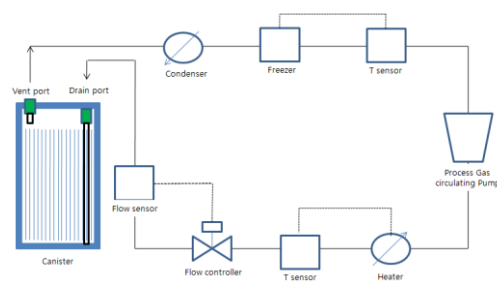 Condenser
Freezer
T sensor
Vent port
Drain port
Process Gas
circulating Pump
Flow sensor
Flow controller
T sensor
Heater
Canister